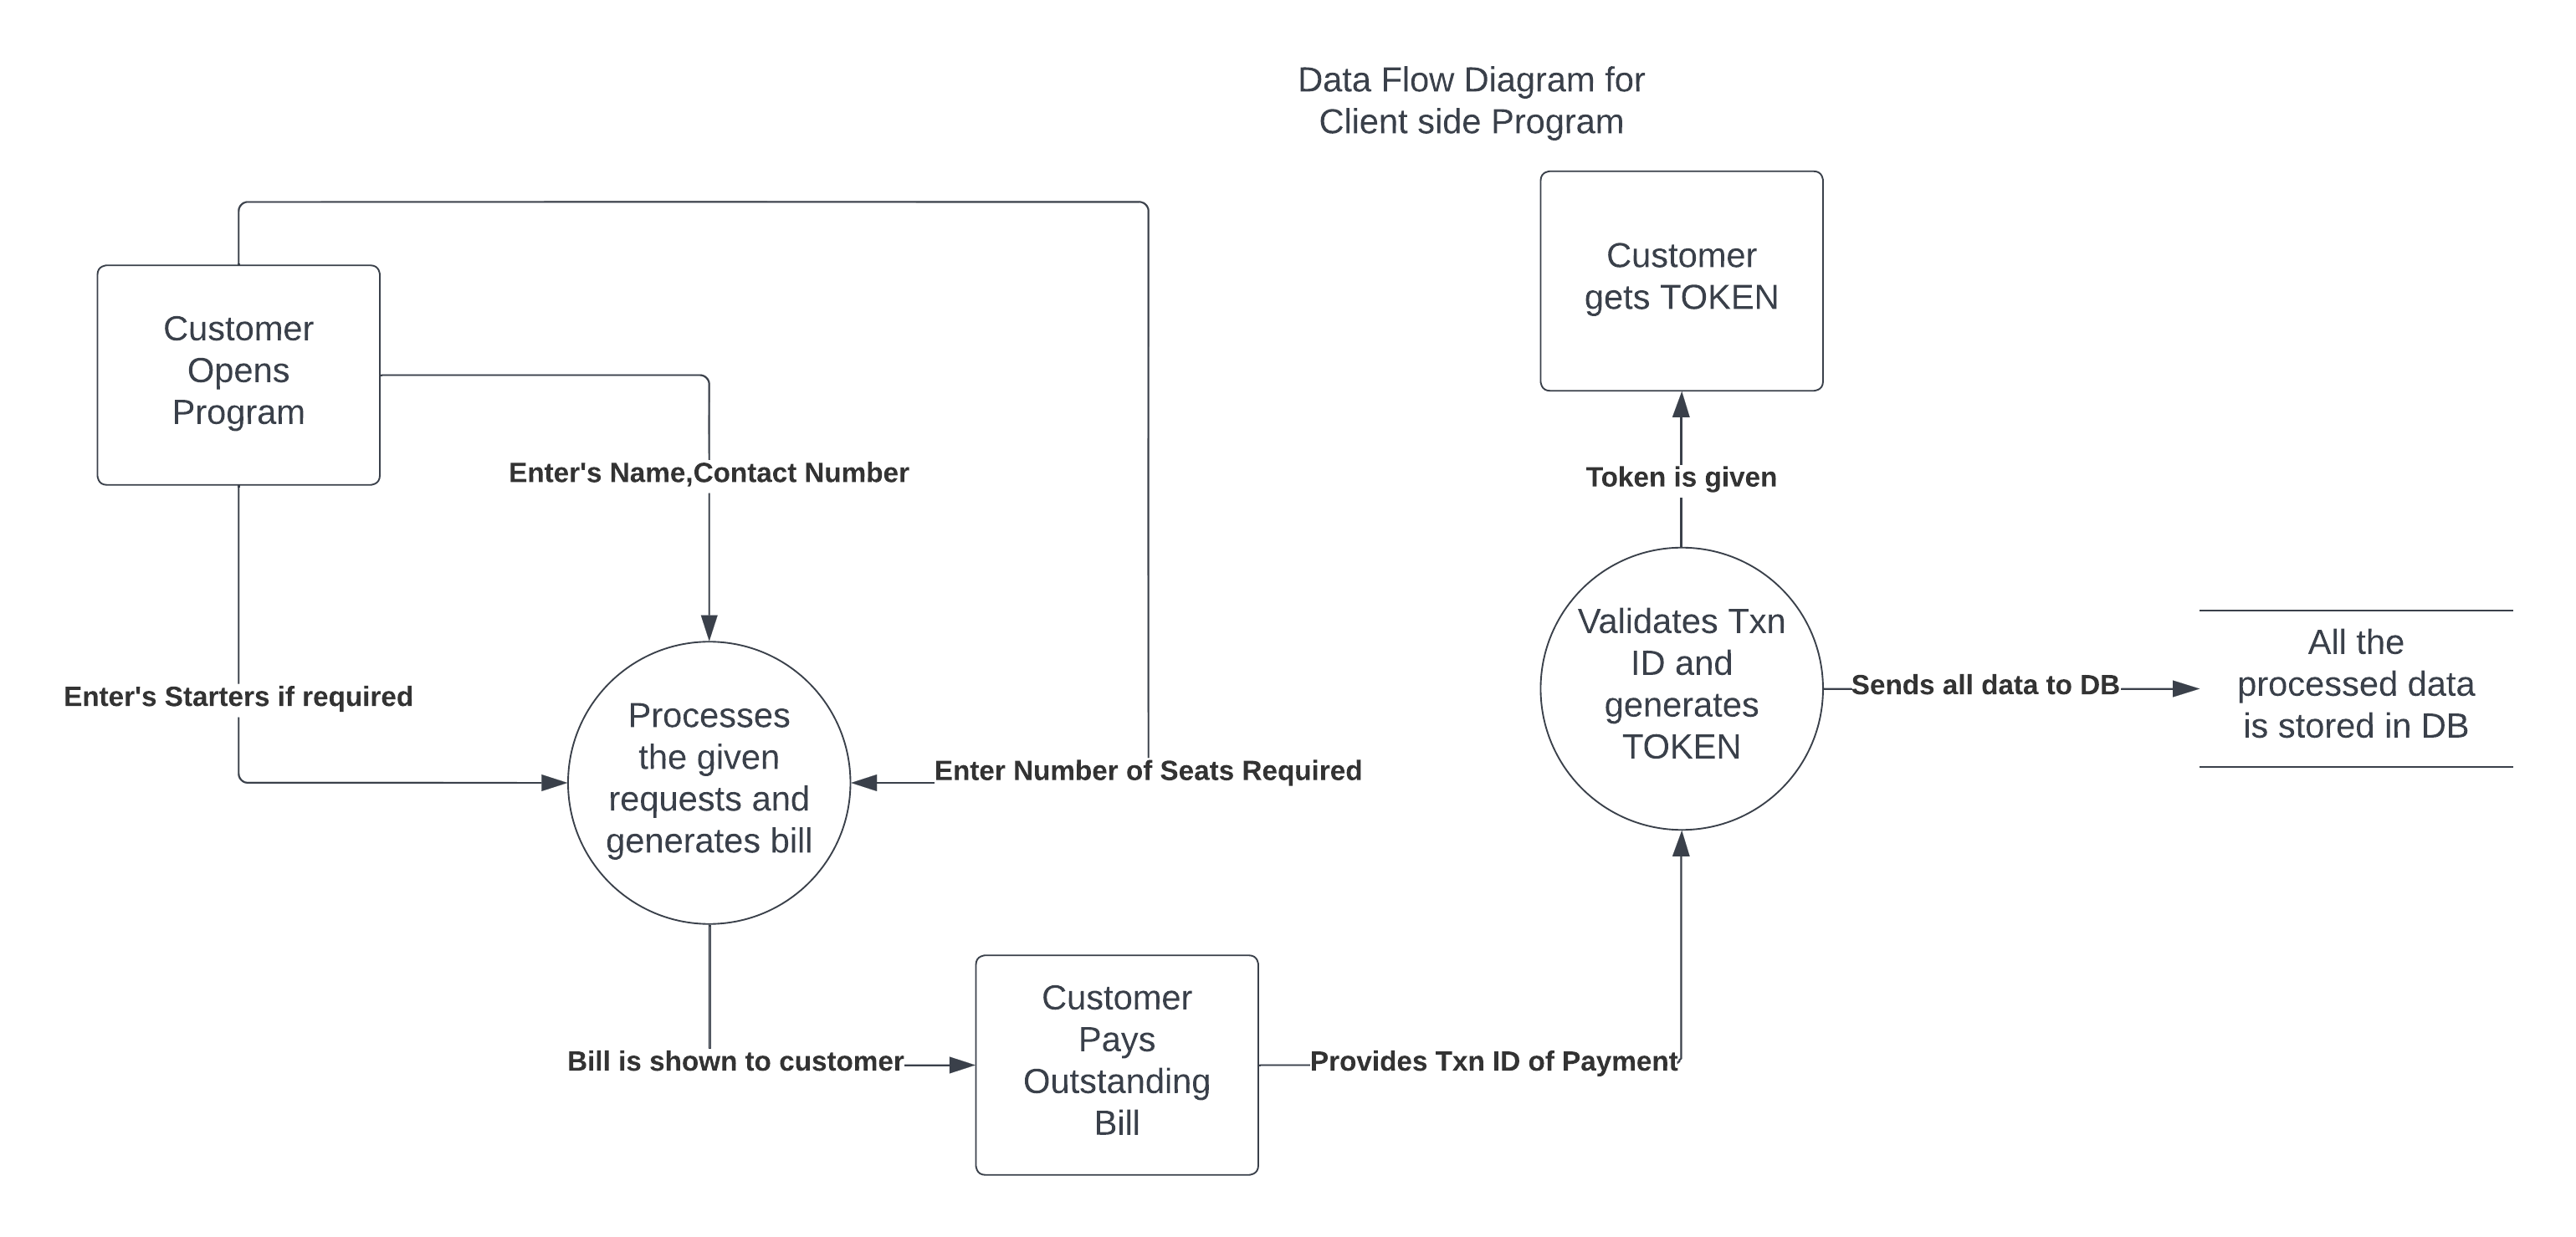 Data Flow Diagram for
Client side Program
Customer
Opens
Program
Enter's Name,Contact Number
Enter's Starters if required
Enter Number of Seats Required
Processes
the given
requests and
generates bill
Bill is shown to customer
Customer
Pays
Outstanding
Bill
Provides Txn ID of Payment
Validates Txn
ID and
generates
TOKEN
Token is given
Customer
gets TOKEN
Sends all data to DB
All the
processed data
is stored in DB